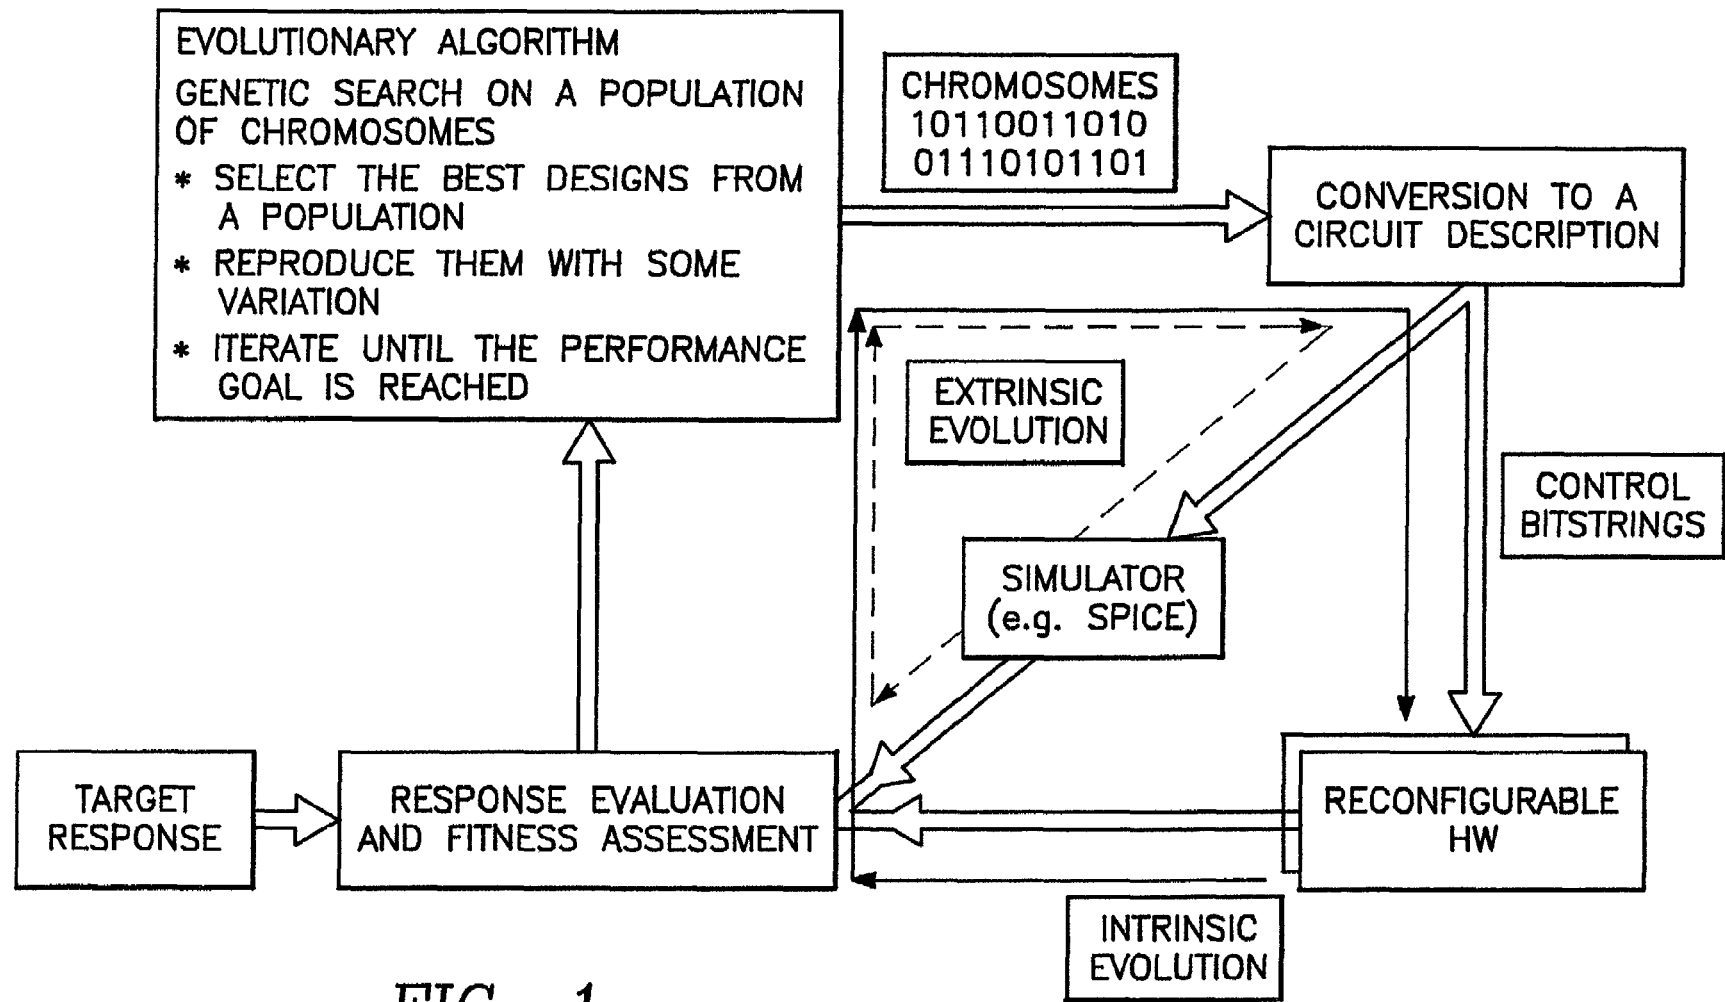 EVOLUTIONARY ALGORITHM
GENETIC SEARCH ON A POPULATION
OF CHROMOSOMES
* SELECT THE BEST DESIGNS FROM
A POPULATION
* REPRODUCE THEM WITH SOME
VARIATION
* ITERATE UNTIL THE PERFORMANCE
GOAL IS REACHED
CHROMOSOMES
10110011010
01110101101
CONVERSION TO A
CIRCUIT DESCRIPTION
EXTRINSIC
EVOLUTION
CONTROL
BITSTRINGS
SIMULATOR
(e.g. SPICE)
TARGET
RESPONSE
RESPONSE EVALUATION
AND FITNESS ASSESSMENT
RECONFIGURABLE
HW
INTRINSIC
EVOLUTION
FIG. 1